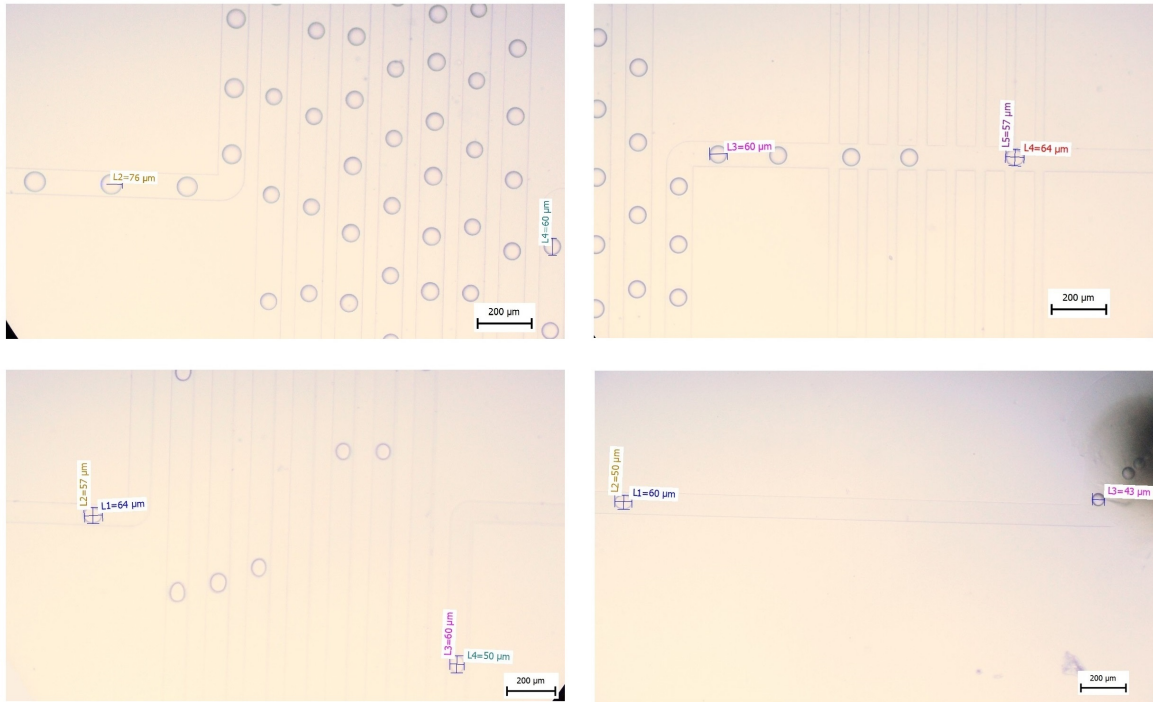 L2=76 µm
L4=60 µm
200 µm
L3=60 µm
L5=57 µm
L4=64 µm
200 µm
L2=57 µm
L1=64 µm
L3=60 µm
L4=50 µm
200 µm
L2=50 µm
L1=60 µm
L3=43 µm
200 µm